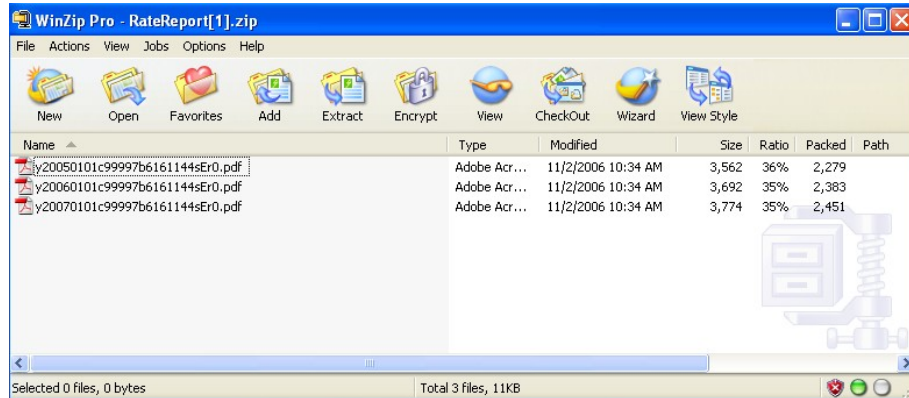 WinZip Pro - RateReport[1].zip
File Actions View Jobs Options Help
New Open Favorites Add Extract Encrypt View CheckOut Wizard View Style
Name Type Modified Size Ratio Packed Path
y20050101c99997b6161144sEr0.pdf Adobe Acr... 11/2/2006 10:34 AM 3,562 36% 2,279
y20060101c99997b6161144sEr0.pdf Adobe Acr... 11/2/2006 10:34 AM 3,692 35% 2,383
y20070101c99997b6161144sEr0.pdf Adobe Acr... 11/2/2006 10:34 AM 3,774 35% 2,451
Selected 0 files, 0 bytes Total 3 files, 11KB